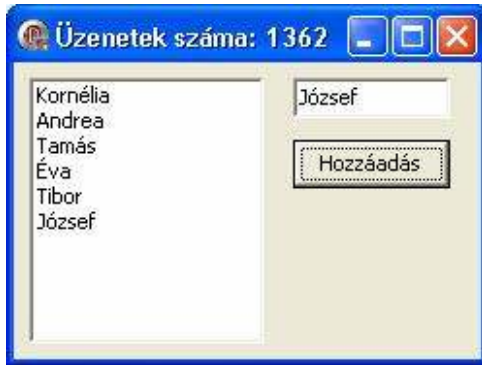 Üzenetek száma: 1362
Kornélia
Andrea
Tamás
Éva
Tibor
József
József
Hozzáadás